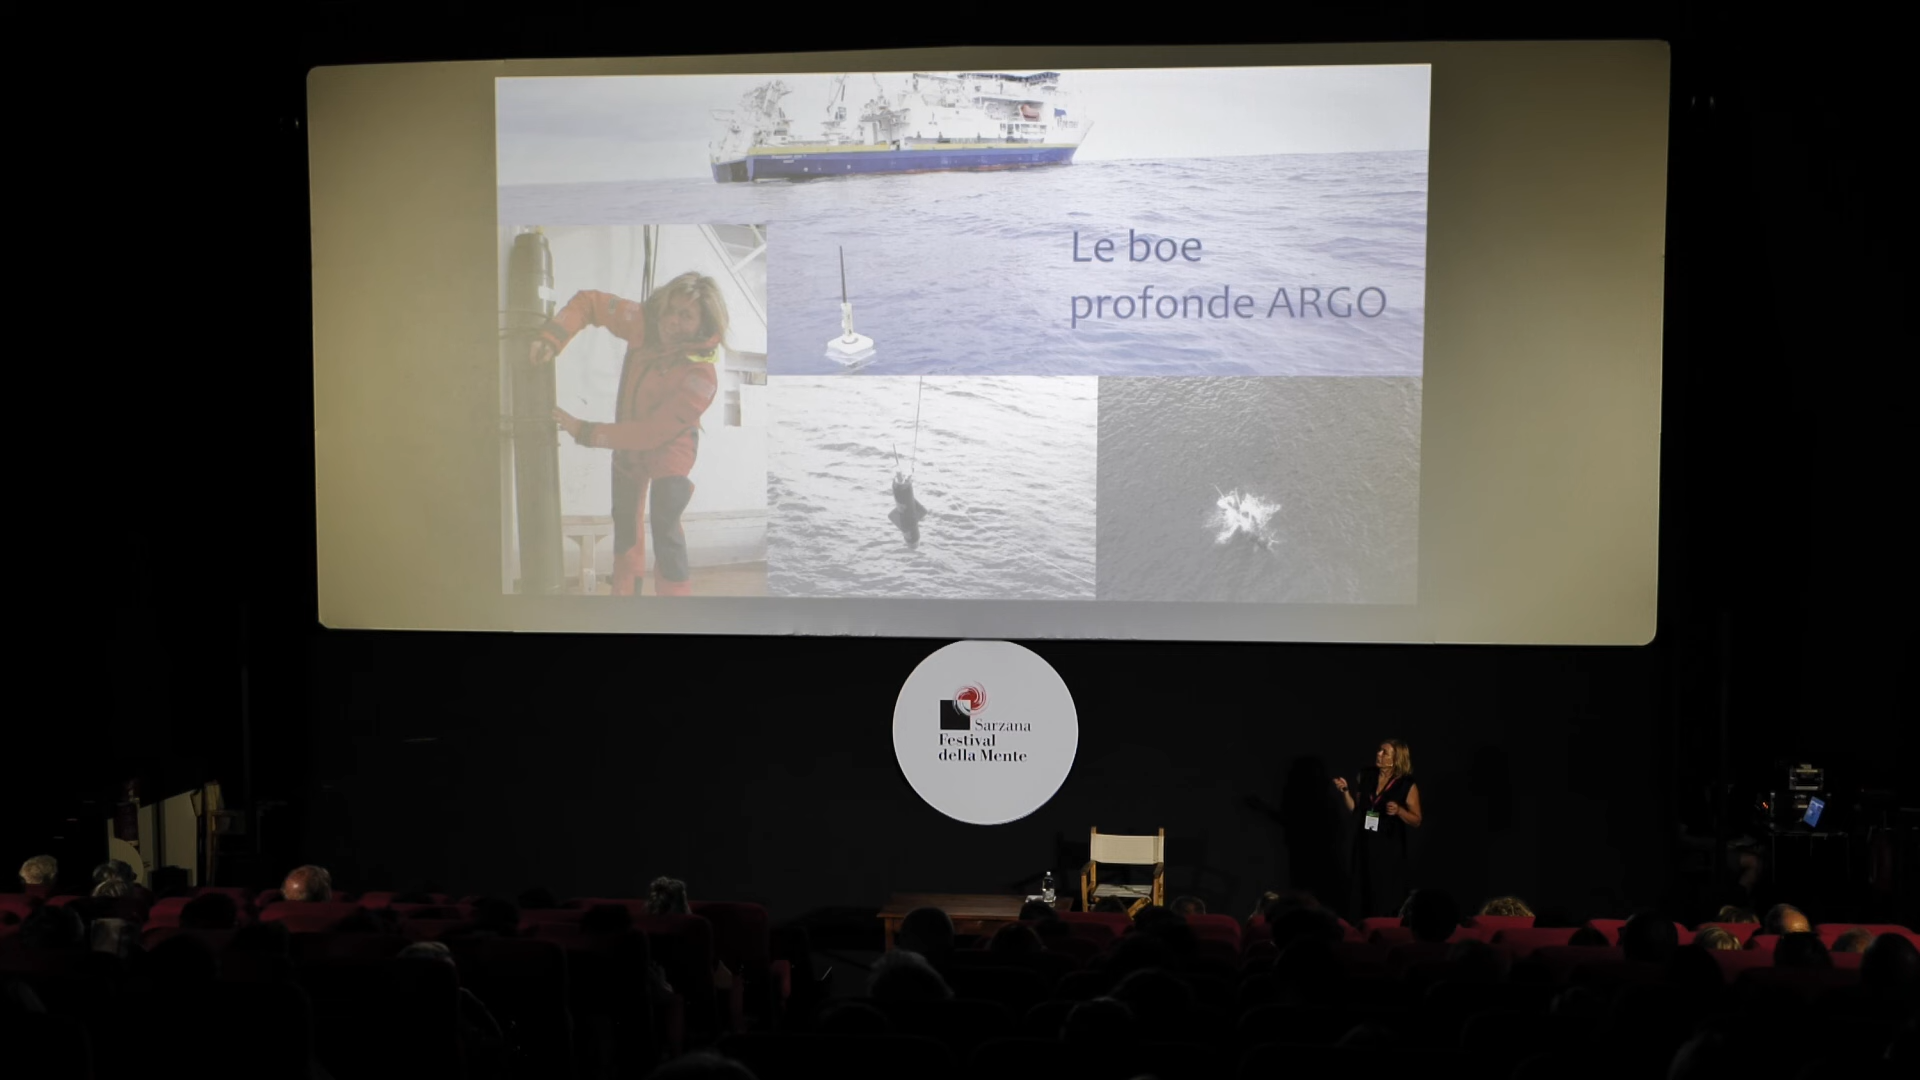 Le boe
profonde ARGO
Sarzana
Festival
della Mente